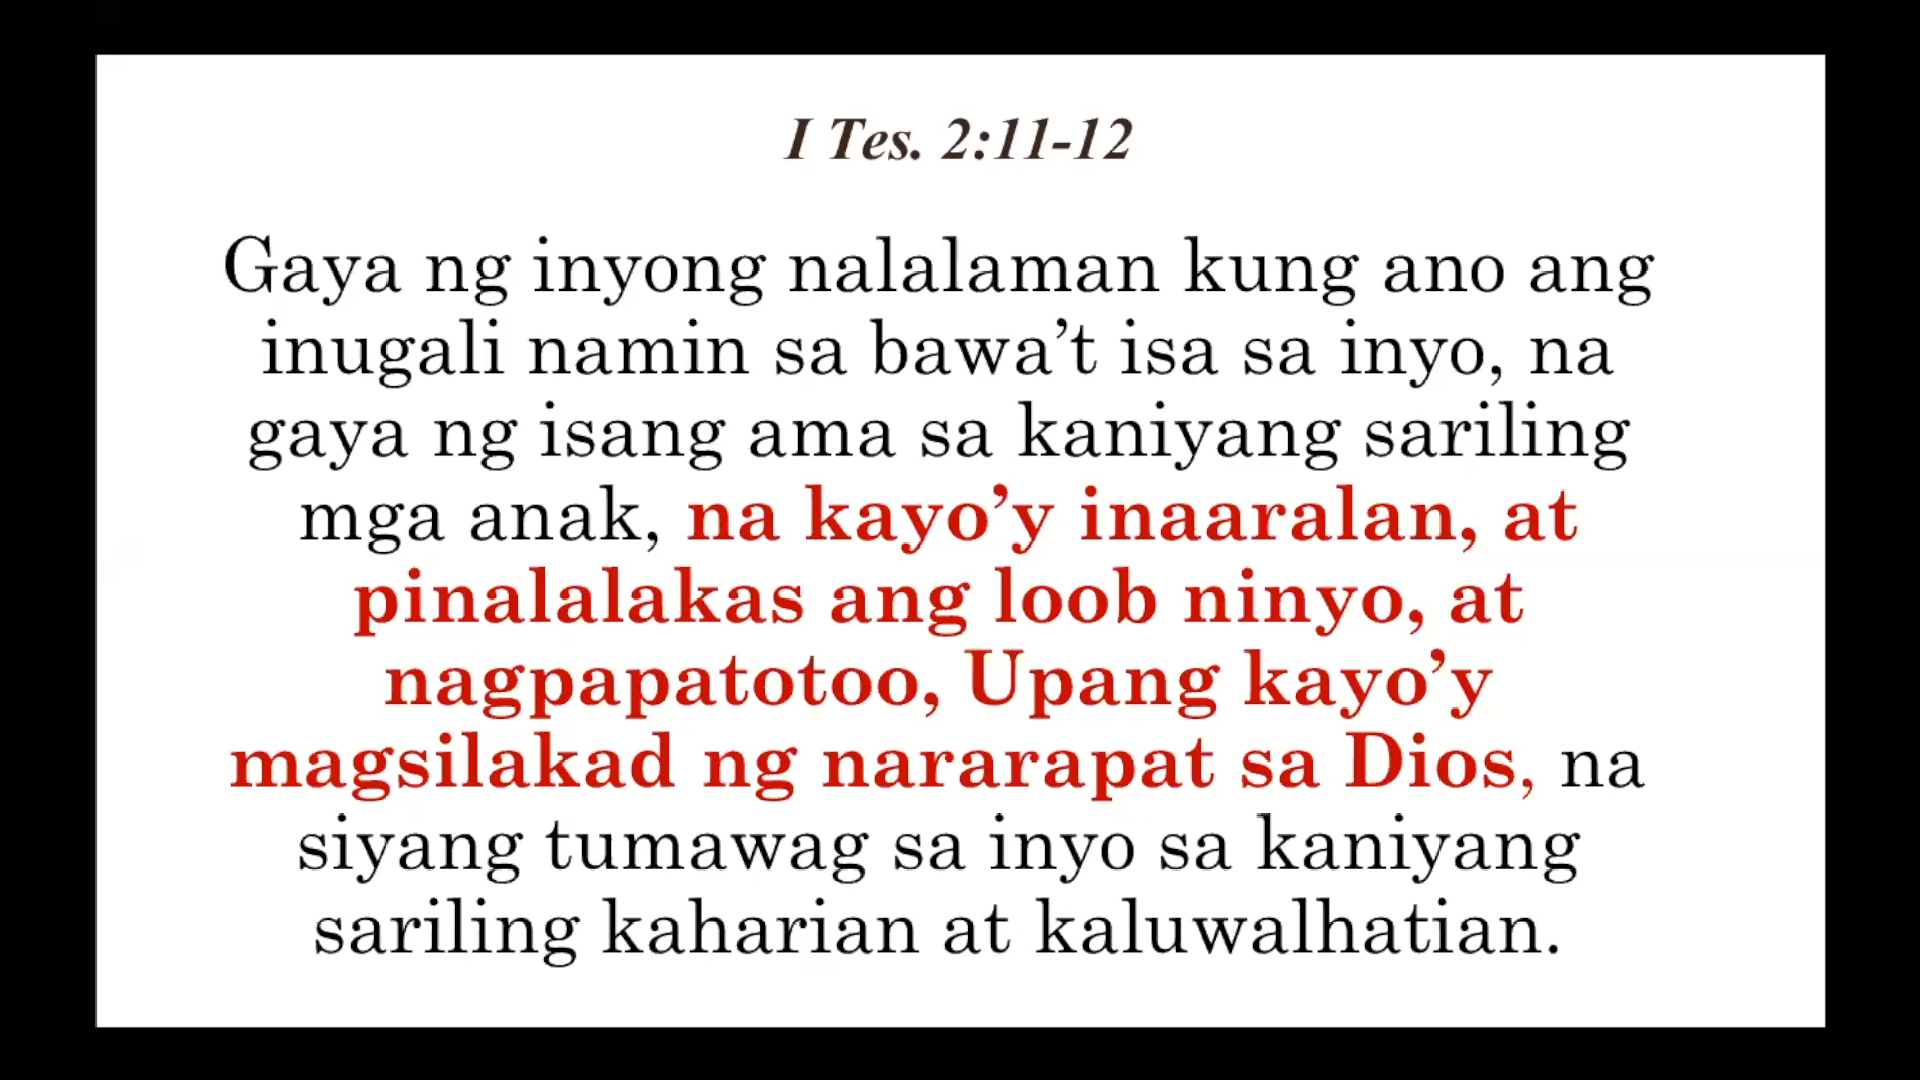 I Tes. 2:11-12
Gaya ng inyong nalalaman kung ano ang
inugali namin sa bawa’t isa sa inyo, na
gaya ng isang ama sa kaniyang sariling
mga anak, na kayo’y inaaralan, at
pinalalakas ang loob ninyo, at
nagpapatotoo, Upang kayo’y
magsilakad ng nararapat sa Dios, na
siyang tumawag sa inyo sa kaniyang
sariling kaharian at kaluwalhatian.